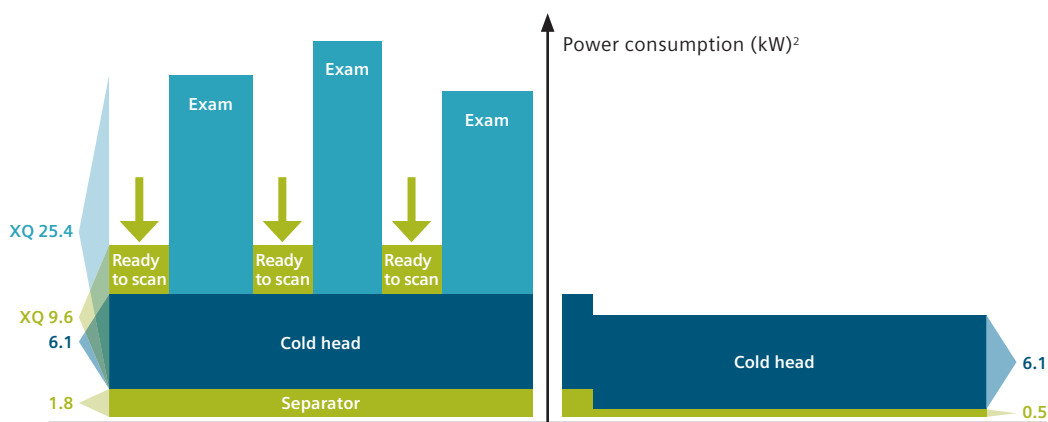 Power consumption (kW)²
Exam
Exam
Exam
XQ 25.4
Ready
to scan
Ready
to scan
Ready
to scan
XQ 9.6
6.1
Cold head
Cold head
6.1
1.8
Separator
0.5